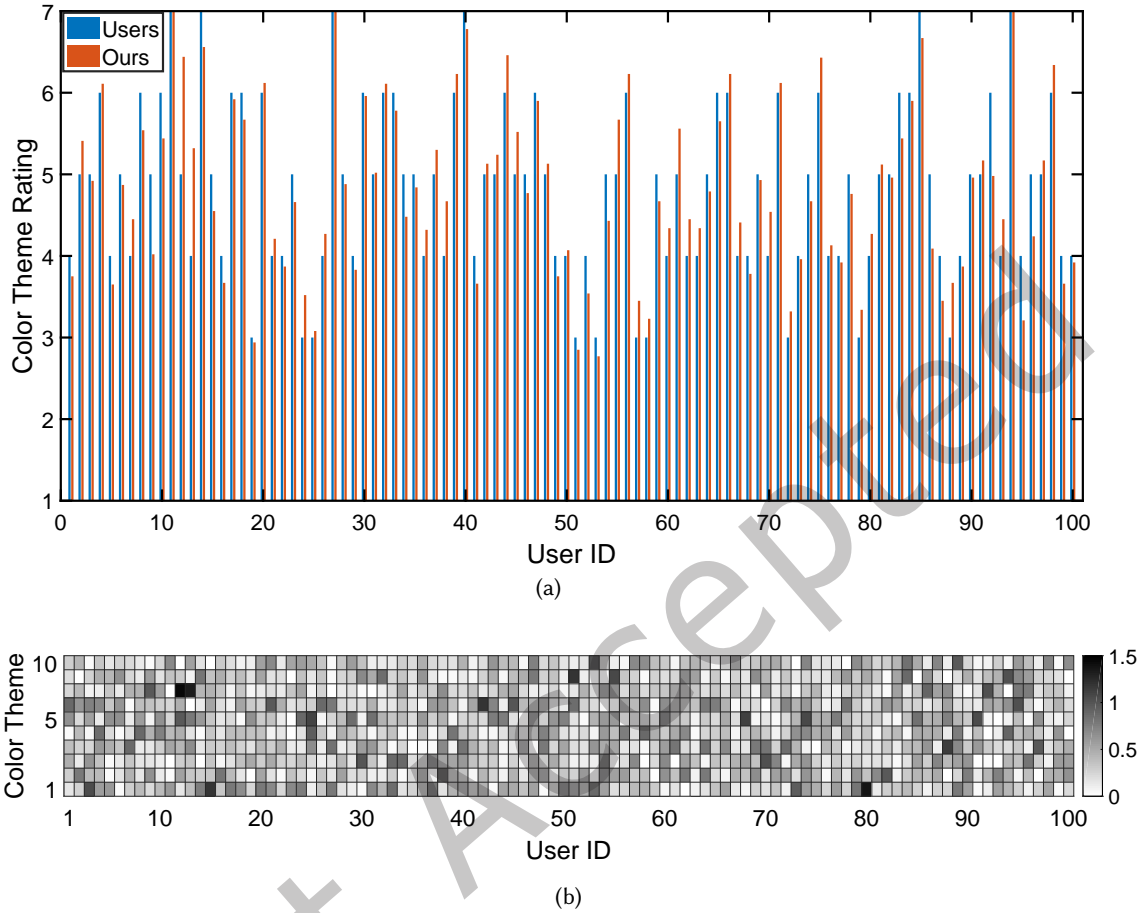 7
Users
Ours
6
5
4
3
2
1
Color Theme Rating
0 10 20 30 40 50 60 70 80 90 100
User ID
(a)
10
5
1
Color Theme
1.5
1
0.5
0
1 10 20 30 40 50 60 70 80 90 100
User ID
(b)
Accepted